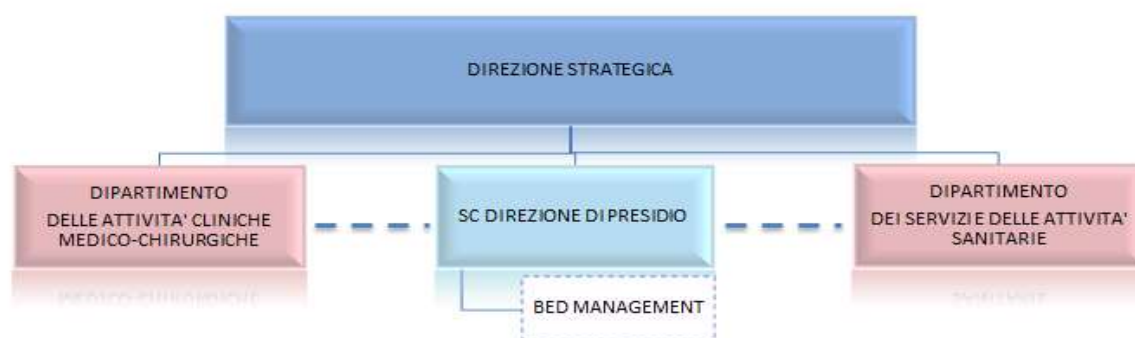 DIREZIONE STRATEGICA
DIPARTIMENTO
DELLE ATTIVITA' CLINICHE
MEDICO-CHIRURGICHE
SC DIREZIONE DI PRESIDIO
DIPARTIMENTO
DEI SERVIZI E DELLE ATTIVITA'
SANITARIE
BED MANAGEMENT